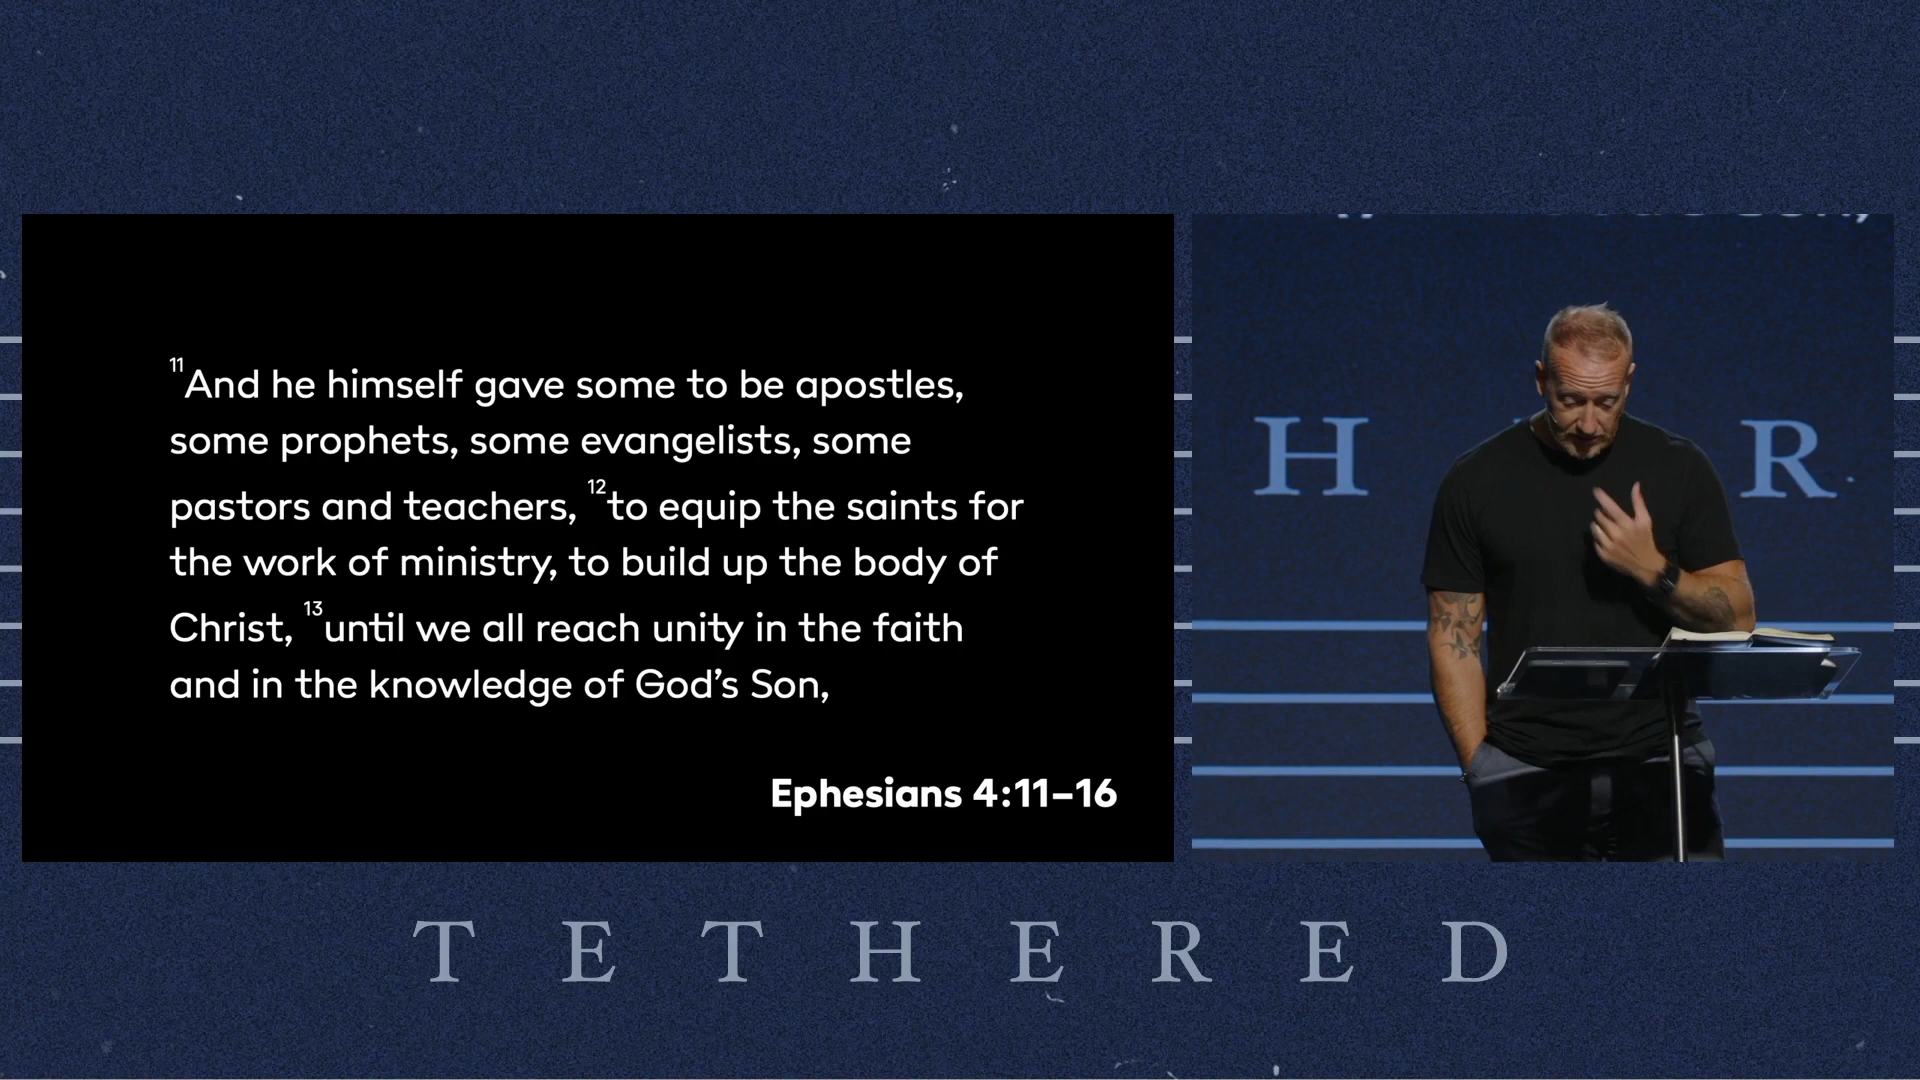 ¹¹And he himself gave some to be apostles,
some prophets, some evangelists, some
pastors and teachers, ¹²to equip the saints for
the work of ministry, to build up the body of
Christ, ¹³until we all reach unity in the faith
and in the knowledge of God’s Son,
Ephesians 4:11–16
H R
TETHERED